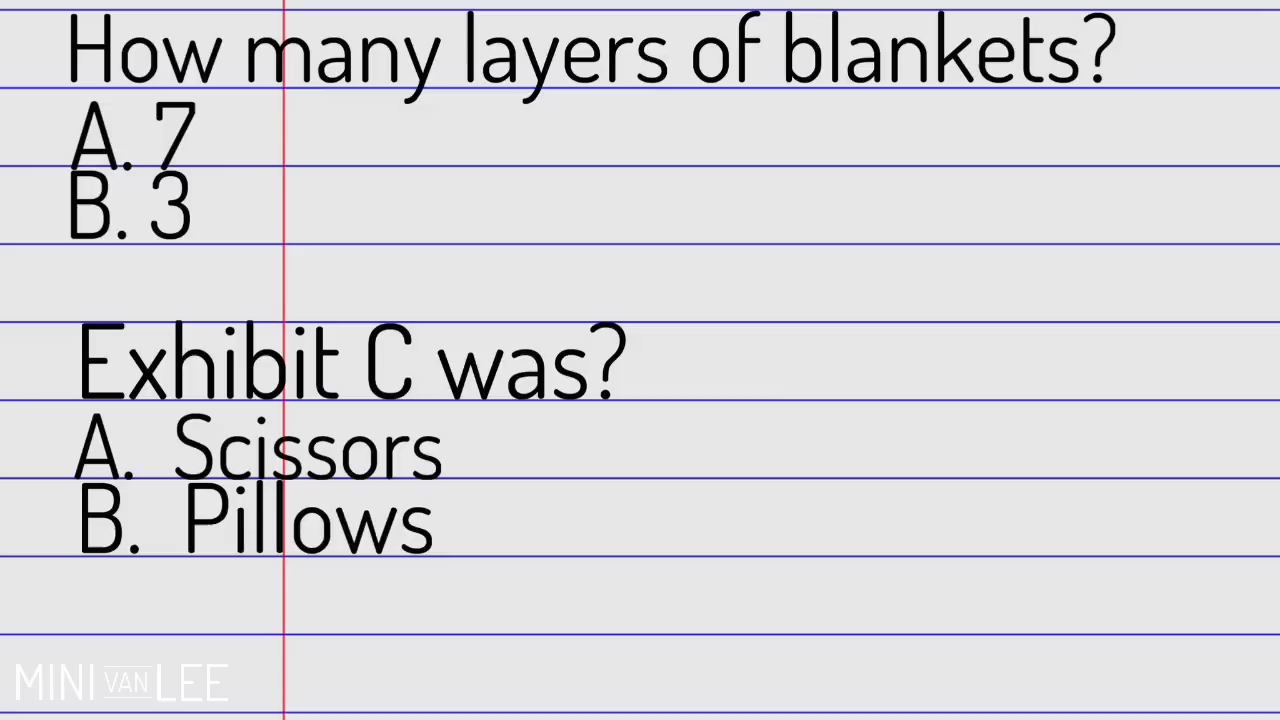 How many layers of blankets?
A. 7
B. 3
Exhibit C was?
A. Scissors
B. Pillows
MINI VAN LEE